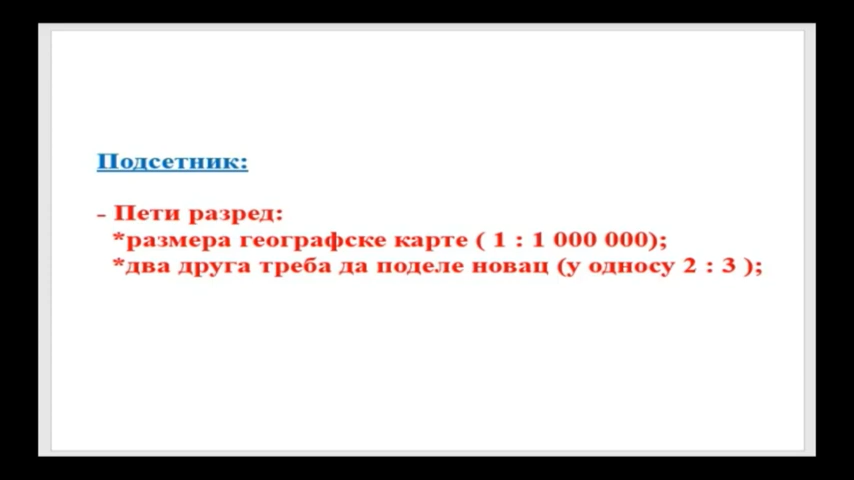 Подсетник:
- Пети разред:
*размера географске карте ( 1 : 1 000 000);
*два друга треба да поделе новац (у односу 2 : 3 );